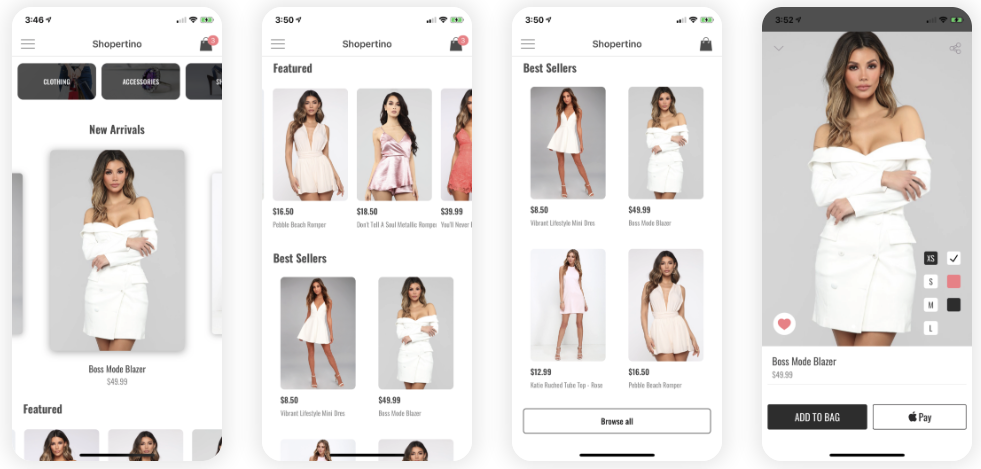 3:46
Shopertino
3
CLOTHING
ACCESSORIES
SH
New Arrivals
Boss Mode Blazer
$49.99
Featured
3:50
Shopertino
3
Featured
$16.50
$18.50
$39.99
Pebble Beach Romper
Don't Tell A Soul Metallic Romper
You'll Never
Best Sellers
$8.50
$49.99
Vibrant Lifestyle Mini Dres
Boss Mode Blazer
3:50
Shopertino
Best Sellers
$8.50
$49.99
Vibrant Lifestyle Mini Dres
Boss Mode Blazer
$12.99
$16.50
Katie Ruched Tube Top - Rose
Pebble Beach Romper
Browse all
3:52
XS
S
M
L
Boss Mode Blazer
$49.99
ADD TO BAG
Pay